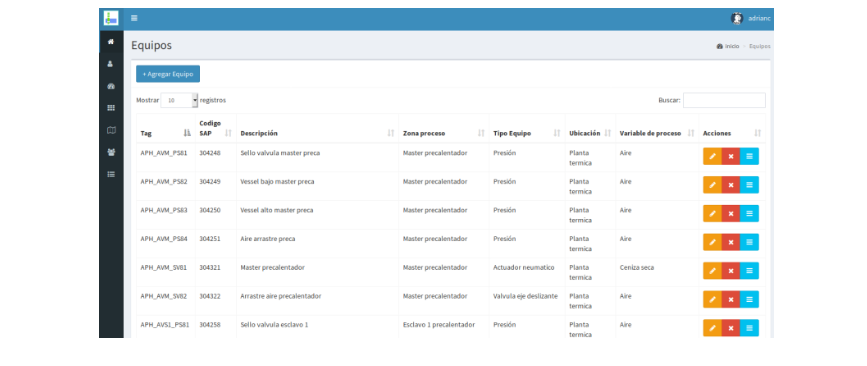 adrianc
Equipos
Inicio > Equipos
+ Agregar Equipo
Mostrar 10 registros
Buscar:
Tag Codigo SAP Descripción Zona proceso Tipo Equipo Ubicación Variable de proceso Acciones
APH_AVM_PS81 304248 Sello valvula master preca Master precalentador Presión Planta termica Aire
APH_AVM_PS82 304249 Vessel bajo master preca Master precalentador Presión Planta termica Aire
APH_AVM_PS83 304250 Vessel alto master preca Master precalentador Presión Planta termica Aire
APH_AVM_PS84 304251 Aire arrastre preca Master precalentador Presión Planta termica Aire
APH_AVM_SV81 304321 Master precalentador Master precalentador Actuador neumatico Planta termica Ceniza seca
APH_AVM_SV82 304322 Arrastre aire precalentador Master precalentador Valvula eje deslizante Planta termica Aire
APH_AVS1_PS81 304258 Sello valvula esclavo 1 Esclavo 1 precalentador Presión Planta termica Aire